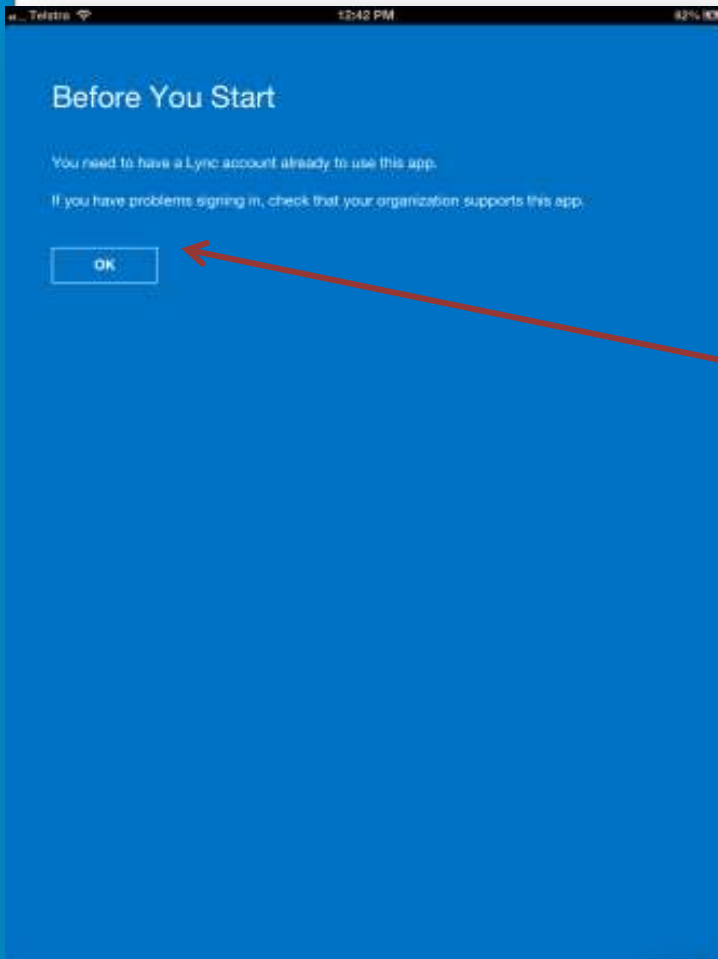 Telstra 12:42 PM 82%
Before You Start
You need to have a Lync account already to use this app.
If you have problems signing in, check that your organization supports this app.
OK